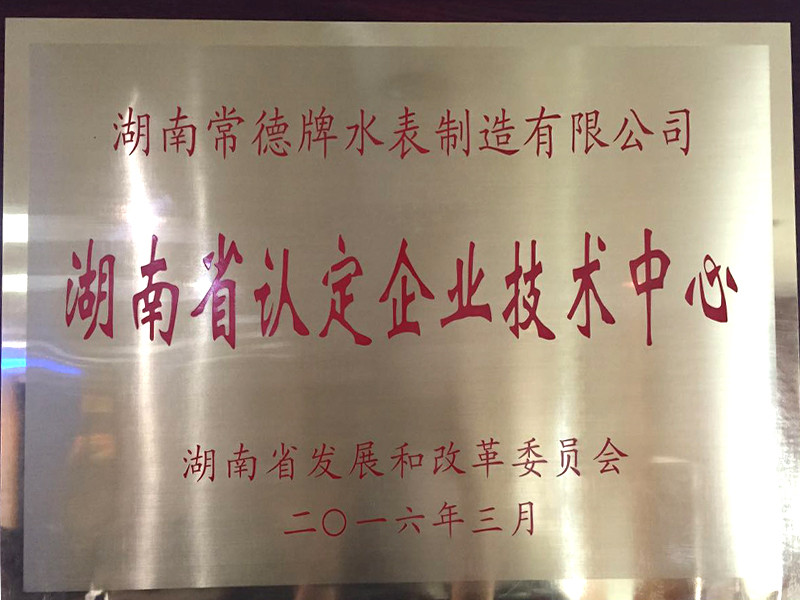 湖南常德牌水表制造有限公司
湖南省认定企业技术中心
湖南省发展和改革委员会
二〇一六年三月